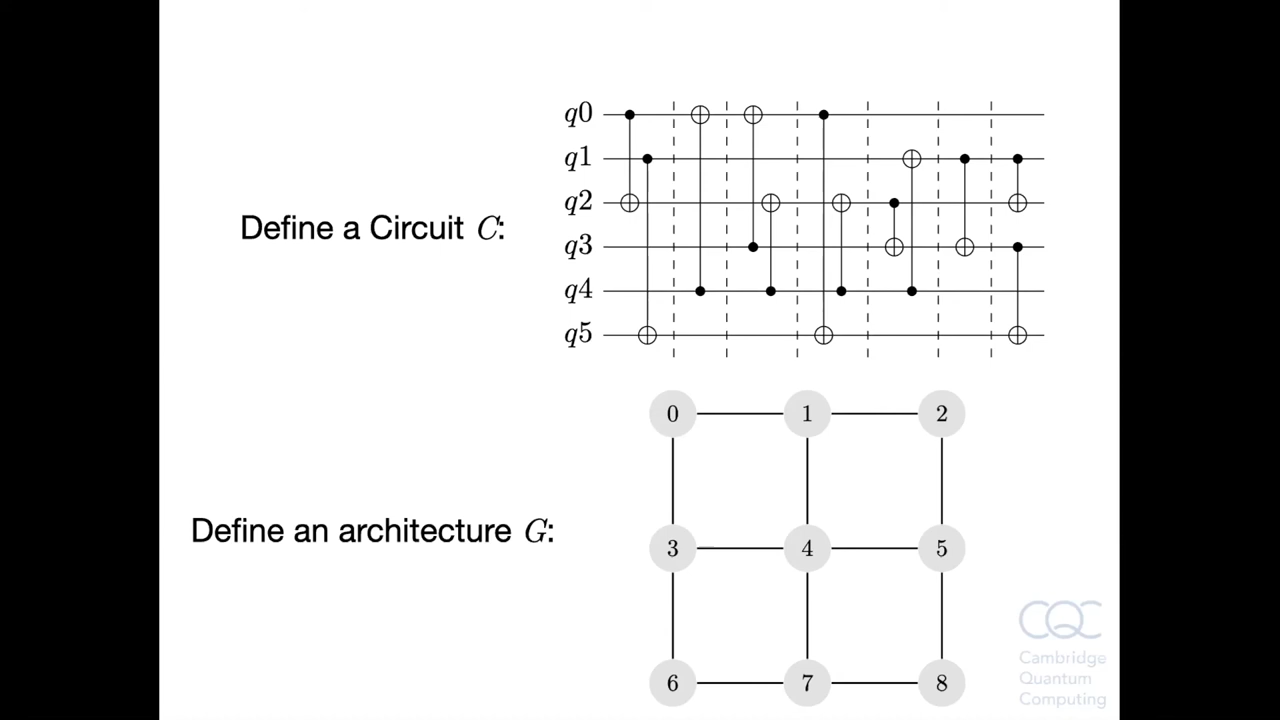 q0
q1
q2
Define a Circuit C:
q3
q4
q5
0 1 2
Define an architecture G:
3 4 5
6 7 8
CQC
Cambridge
Quantum
Computing